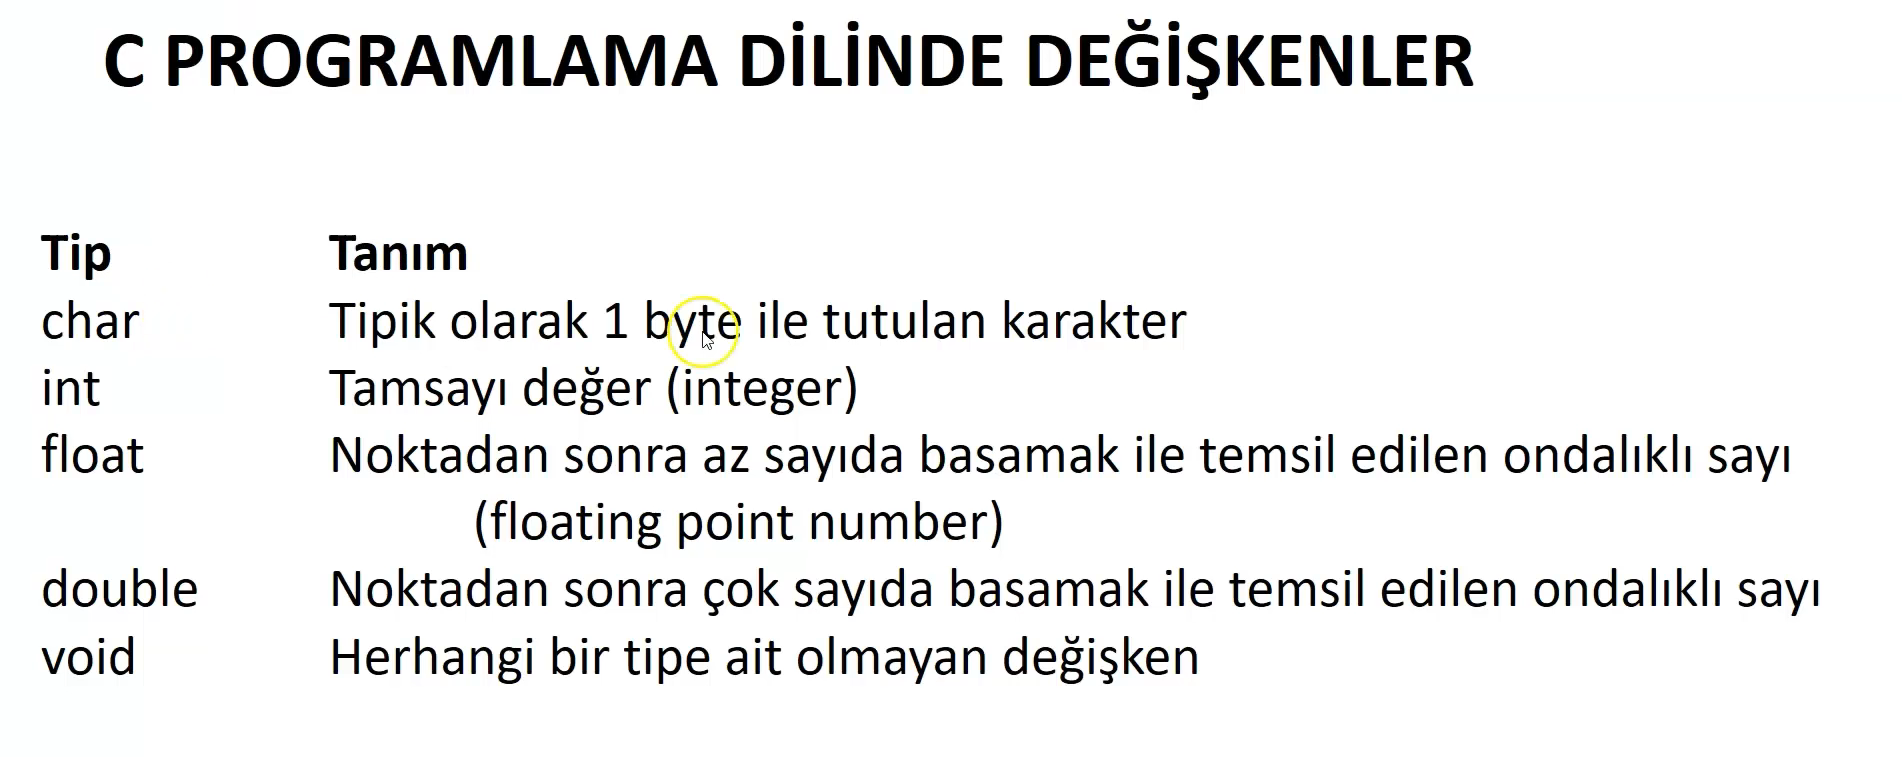 C PROGRAMLAMA DİLİNDE DEĞİŞKENLER
Tip Tanım
char Tipik olarak 1 byte ile tutulan karakter
int Tamsayı değer (integer)
float Noktadan sonra az sayıda basamak ile temsil edilen ondalıklı sayı
(floating point number)
double Noktadan sonra çok sayıda basamak ile temsil edilen ondalıklı sayı
void Herhangi bir tipe ait olmayan değişken